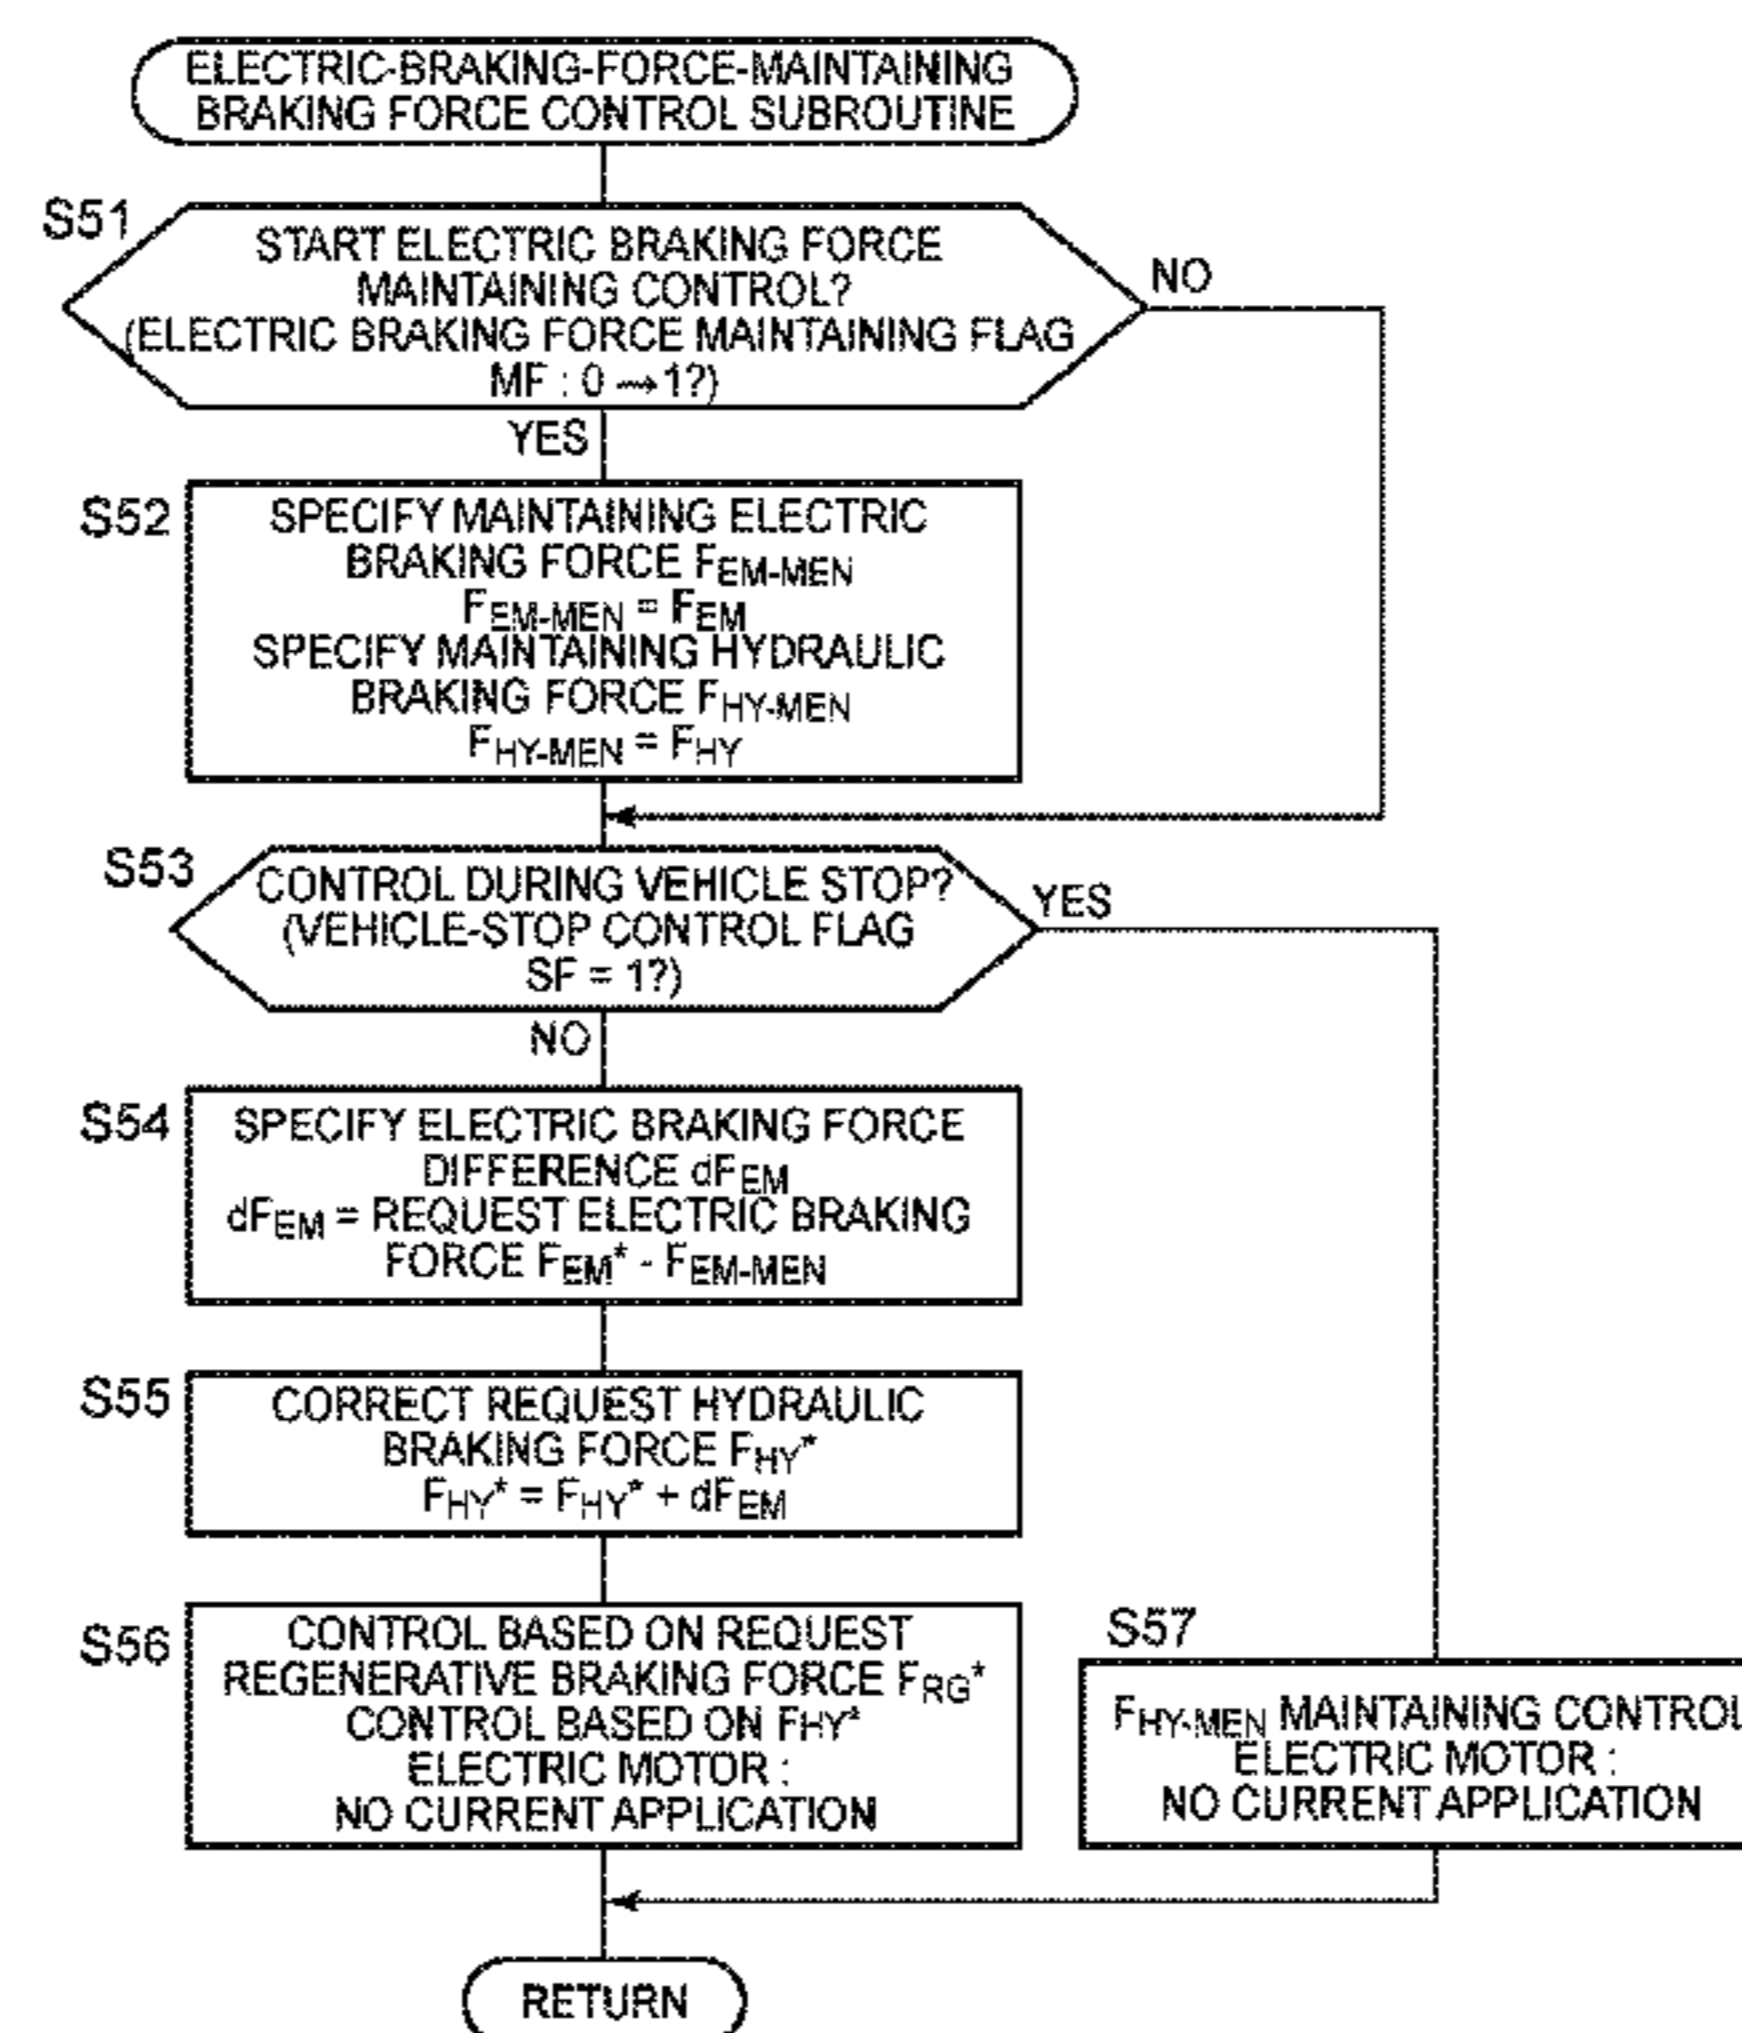 ELECTRIC-BRAKING-FORCE-MAINTAINING
BRAKING FORCE CONTROL SUBROUTINE
S51
START ELECTRIC BRAKING FORCE
MAINTAINING CONTROL?
(ELECTRIC BRAKING FORCE MAINTAINING FLAG
MF : 0 → 1?)
NO
YES
S52
SPECIFY MAINTAINING ELECTRIC
BRAKING FORCE FEM-MEN
FEM-MEN = FEM
SPECIFY MAINTAINING HYDRAULIC
BRAKING FORCE FHY-MEN
FHY-MEN = FHY
S53
CONTROL DURING VEHICLE STOP?
(VEHICLE-STOP CONTROL FLAG
SF = 1?)
YES
NO
S54
SPECIFY ELECTRIC BRAKING FORCE
DIFFERENCE dFEM
dFEM = REQUEST ELECTRIC BRAKING
FORCE FEM* - FEM-MEN
S55
CORRECT REQUEST HYDRAULIC
BRAKING FORCE FHY*
FHY* = FHY* + dFEM
S56
CONTROL BASED ON REQUEST
REGENERATIVE BRAKING FORCE FRG*
CONTROL BASED ON FHY*
ELECTRIC MOTOR :
NO CURRENT APPLICATION
S57
FHY-MEN MAINTAINING CONTROL
ELECTRIC MOTOR :
NO CURRENT APPLICATION
RETURN